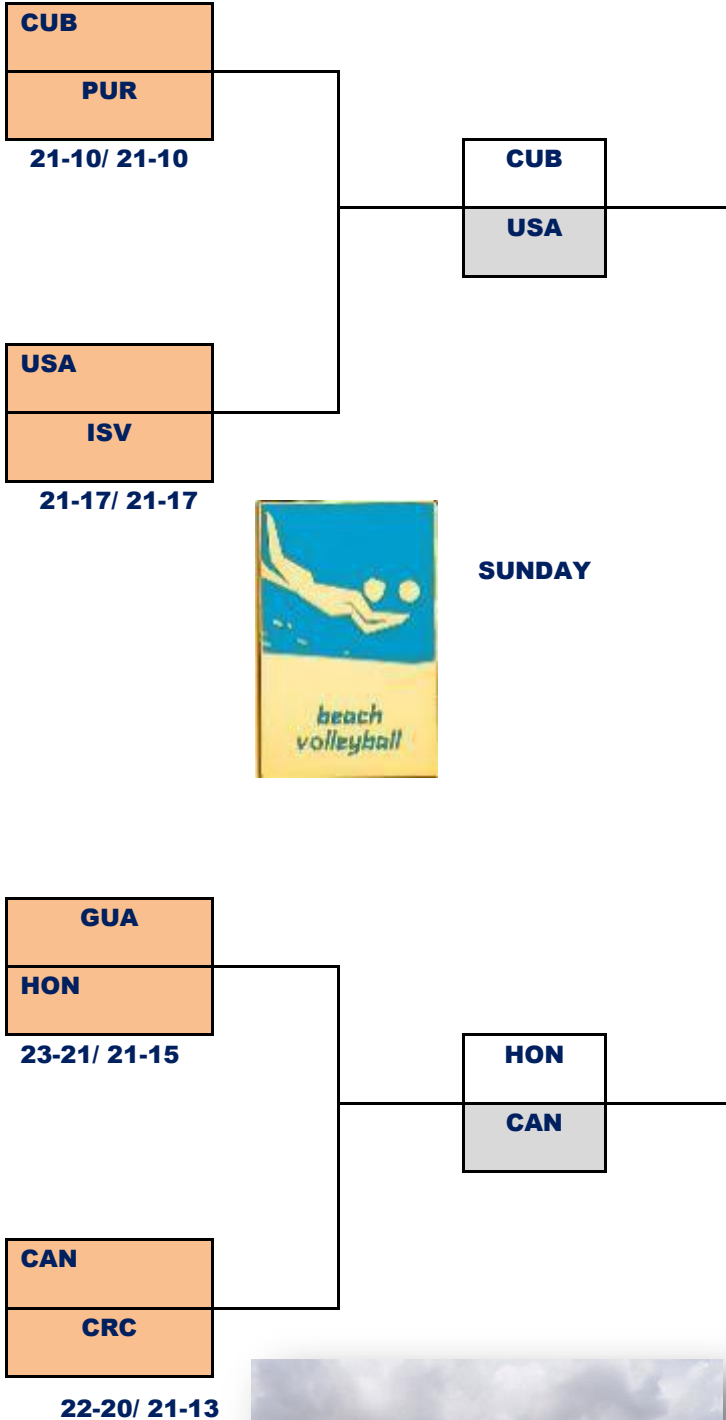 CUB
PUR
21-10/ 21-10
CUB
USA
USA
ISV
21-17/ 21-17
SUNDAY
beach
volleyball
GUA
HON
23-21/ 21-15
HON
CAN
CAN
CRC
22-20/ 21-13